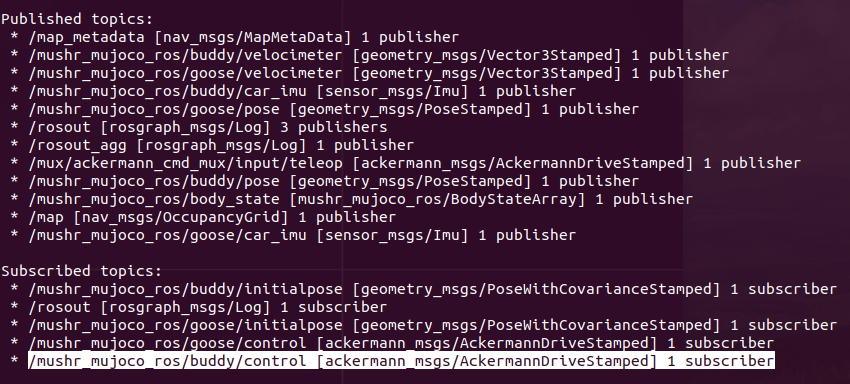 Published topics:
* /map_metadata [nav_msgs/MapMetaData] 1 publisher
* /mushr_mujoco_ros/buddy/velocimeter [geometry_msgs/Vector3Stamped] 1 publisher
* /mushr_mujoco_ros/goose/velocimeter [geometry_msgs/Vector3Stamped] 1 publisher
* /mushr_mujoco_ros/buddy/car_imu [sensor_msgs/Imu] 1 publisher
* /mushr_mujoco_ros/goose/pose [geometry_msgs/PoseStamped] 1 publisher
* /rosout [rosgraph_msgs/Log] 3 publishers
* /rosout_agg [rosgraph_msgs/Log] 1 publisher
* /mux/ackermann_cmd_mux/input/teleop [ackermann_msgs/AckermannDriveStamped] 1 publisher
* /mushr_mujoco_ros/buddy/pose [geometry_msgs/PoseStamped] 1 publisher
* /mushr_mujoco_ros/body_state [mushr_mujoco_ros/BodyStateArray] 1 publisher
* /map [nav_msgs/OccupancyGrid] 1 publisher
* /mushr_mujoco_ros/goose/car_imu [sensor_msgs/Imu] 1 publisher
Subscribed topics:
* /mushr_mujoco_ros/buddy/initialpose [geometry_msgs/PoseWithCovarianceStamped] 1 subscriber
* /rosout [rosgraph_msgs/Log] 1 subscriber
* /mushr_mujoco_ros/goose/initialpose [geometry_msgs/PoseWithCovarianceStamped] 1 subscriber
* /mushr_mujoco_ros/goose/control [ackermann_msgs/AckermannDriveStamped] 1 subscriber
* /mushr_mujoco_ros/buddy/control [ackermann_msgs/AckermannDriveStamped] 1 subscriber